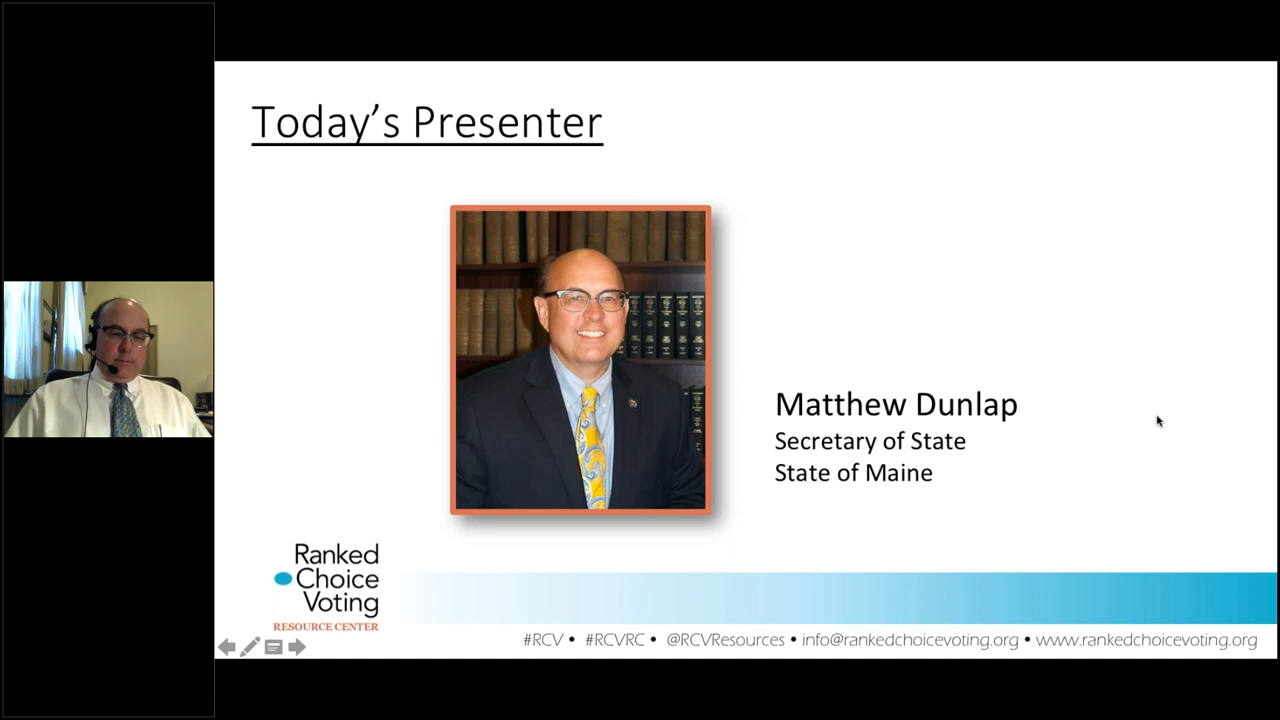 Today's Presenter
Matthew Dunlap
Secretary of State
State of Maine
Ranked
Choice
Voting
RESOURCE CENTER
#RCV • #RCVRC • @RCVResources • info@rankedchoicevoting.org • www.rankedchoicevoting.org